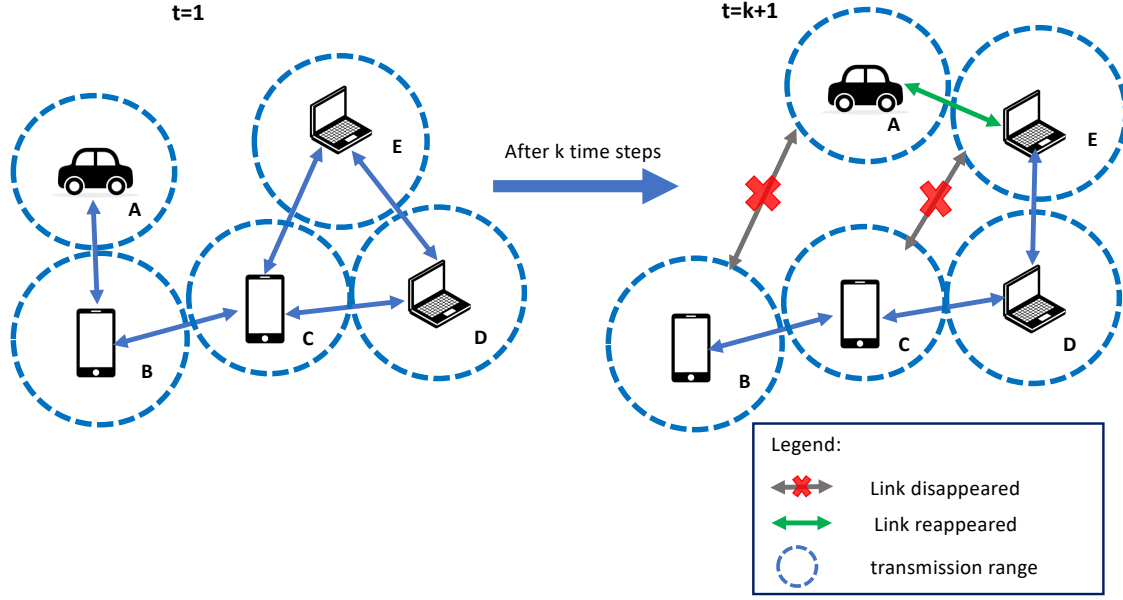 t=1
A
B
C
D
E
After k time steps
t=k+1
A
E
B
C
D
Legend:
Link disappeared
Link reappeared
transmission range